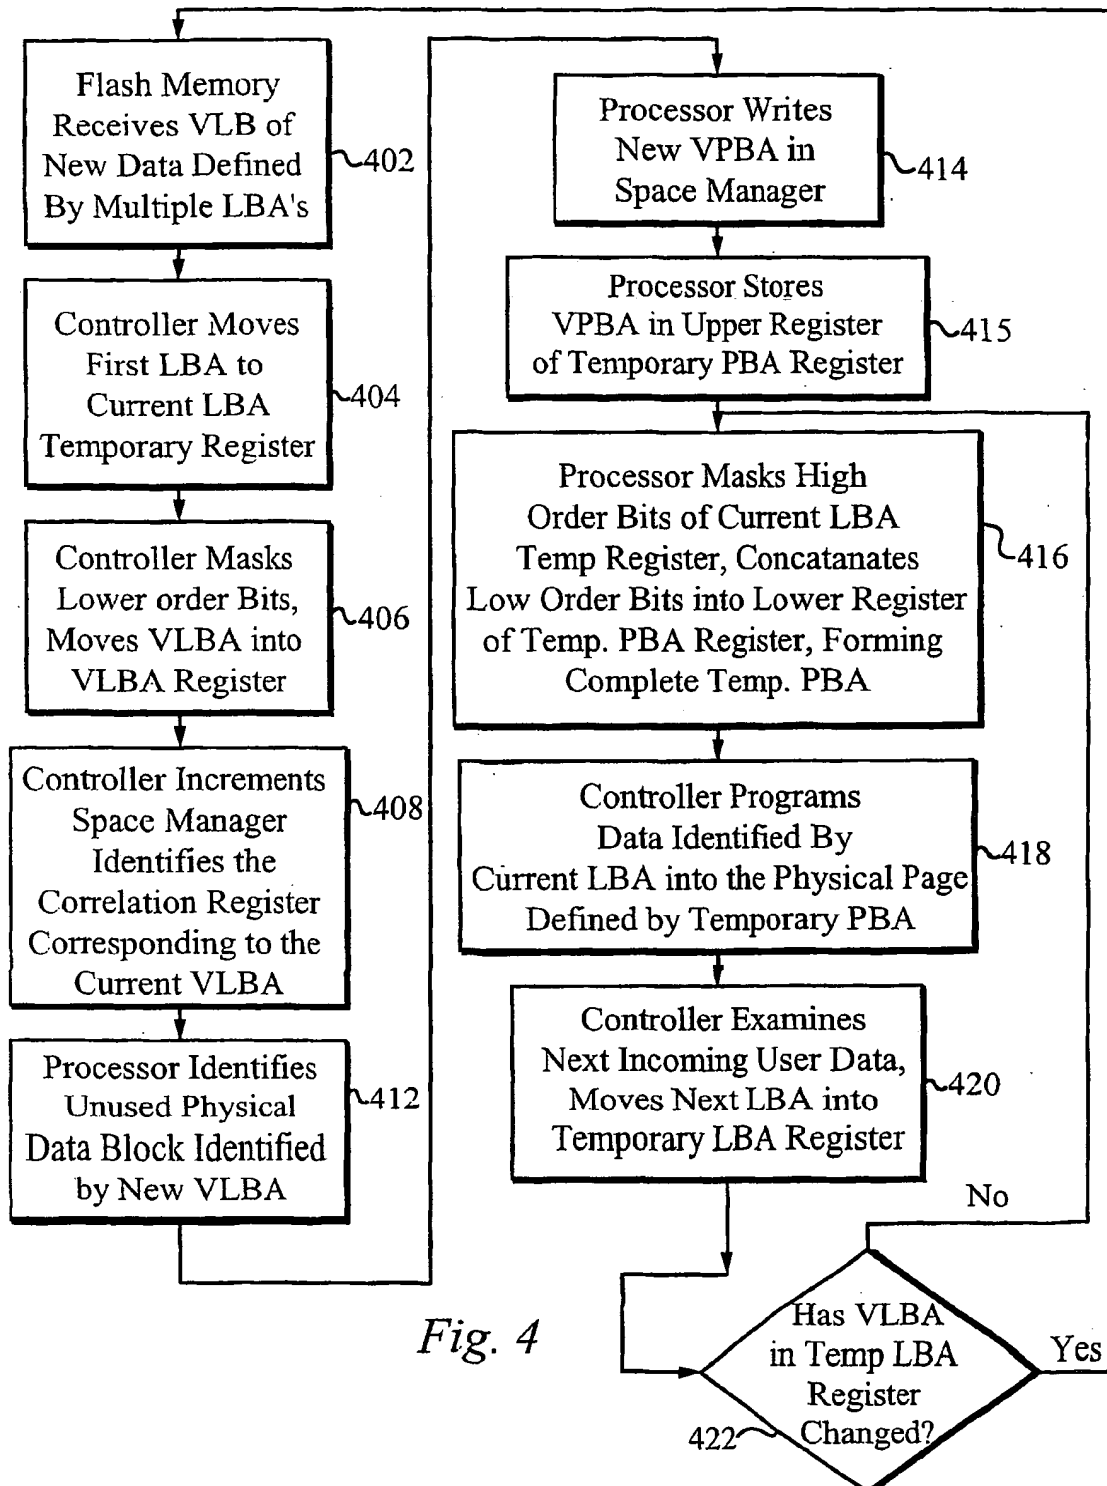 Flash Memory
Receives VLB of
New Data Defined
By Multiple LBA's
402
Controller Moves
First LBA to
Current LBA
Temporary Register
404
Controller Masks
Lower order Bits,
Moves VLBA into
VLBA Register
406
Controller Increments
Space Manager
Identifies the
Correlation Register
Corresponding to the
Current VLBA
408
Processor Identifies
Unused Physical
Data Block Identified
by New VLBA
412
Processor Writes
New VPBA in
Space Manager
414
Processor Stores
VPBA in Upper Register
of Temporary PBA Register
415
Processor Masks High
Order Bits of Current LBA
Temp Register, Concatanates
Low Order Bits into Lower Register
of Temp. PBA Register, Forming
Complete Temp. PBA
416
Controller Programs
Data Identified By
Current LBA into the Physical Page
Defined by Temporary PBA
418
Controller Examines
Next Incoming User Data,
Moves Next LBA into
Temporary LBA Register
420
No
Has VLBA
in Temp LBA
Register
Changed?
Yes
422
Fig. 4